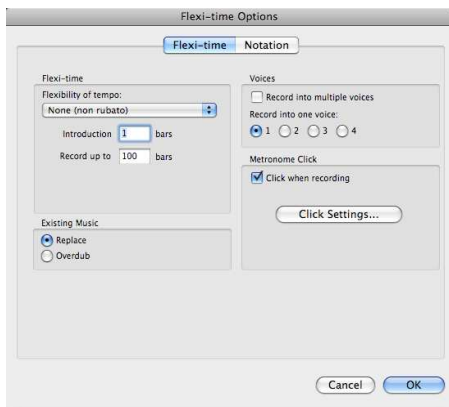 Flexi-time Options
Flexi-time Notation
Flexi-time
Flexibility of tempo:
None (non rubato)
Introduction 1 bars
Record up to 100 bars
Existing Music
Replace
Overdub
Voices
Record into multiple voices
Record into one voice:
1 2 3 4
Metronome Click
Click when recording
Click Settings...
Cancel OK